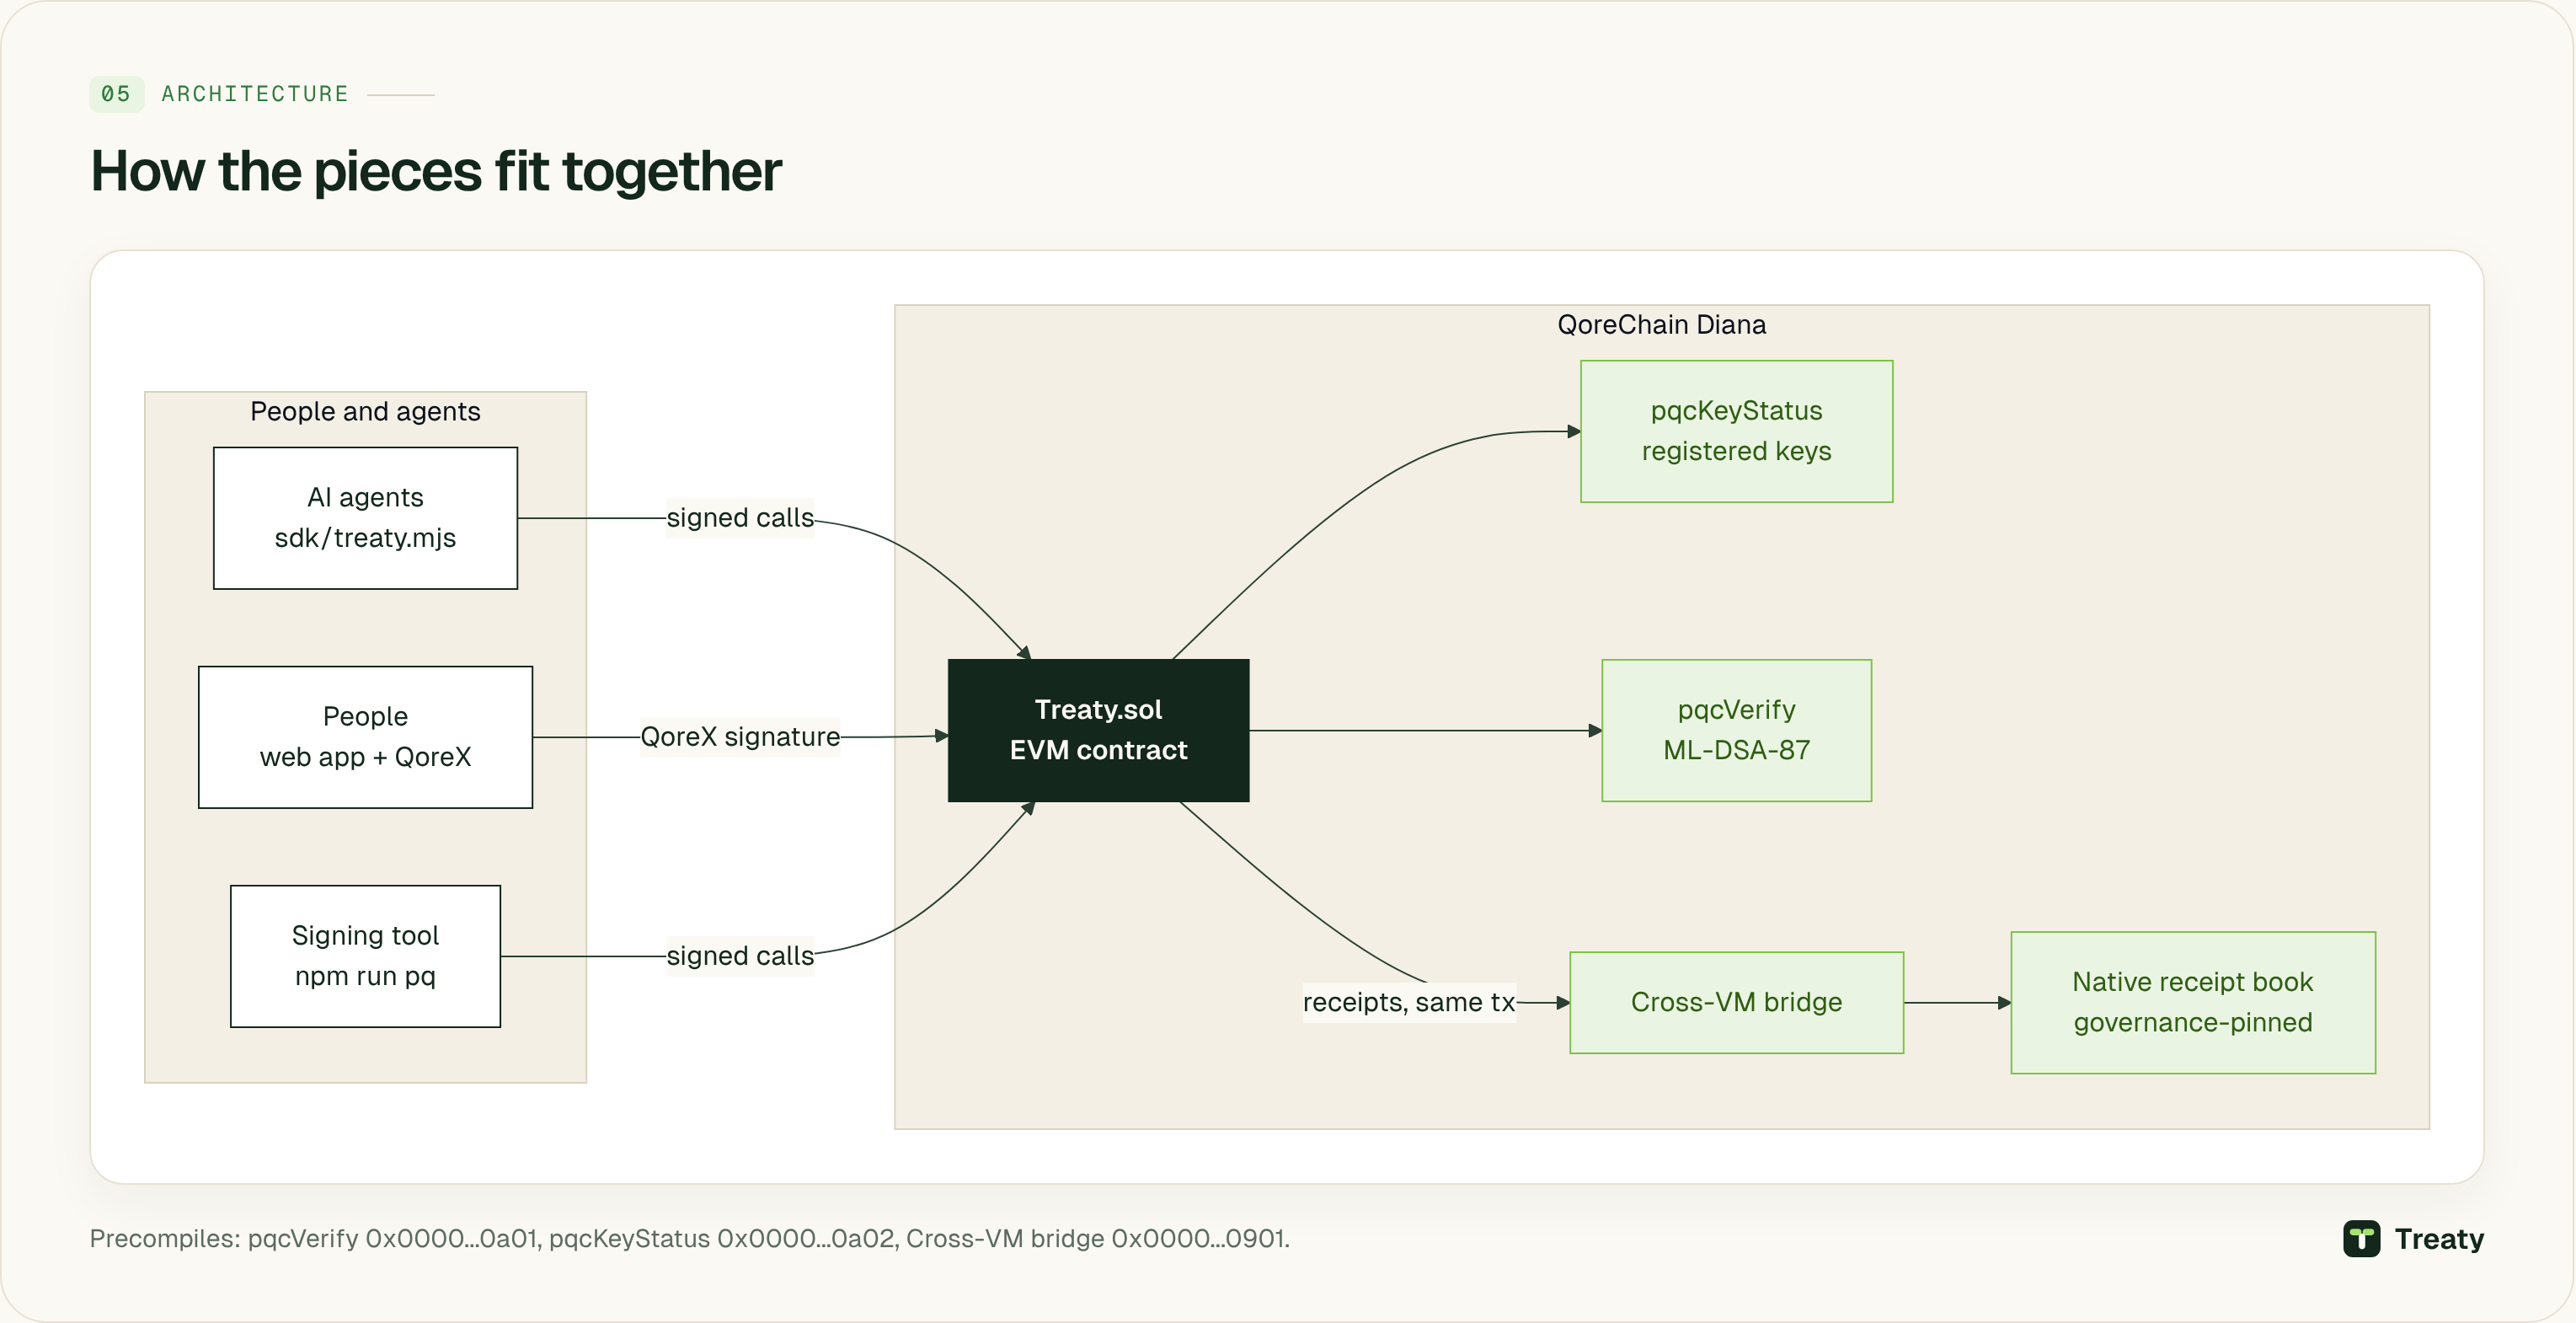 05 ARCHITECTURE
How the pieces fit together
People and agents
AI agents
sdk/treaty.mjs
People
web app + QoreX
Signing tool
npm run pq
signed calls
QoreX signature
signed calls
QoreChain Diana
Treaty.sol
EVM contract
pqcKeyStatus
registered keys
pqcVerify
ML-DSA-87
receipts, same tx
Cross-VM bridge
Native receipt book
governance-pinned
Precompiles: pqcVerify 0x0000...0a01, pqcKeyStatus 0x0000...0a02, Cross-VM bridge 0x0000...0901.
Treaty